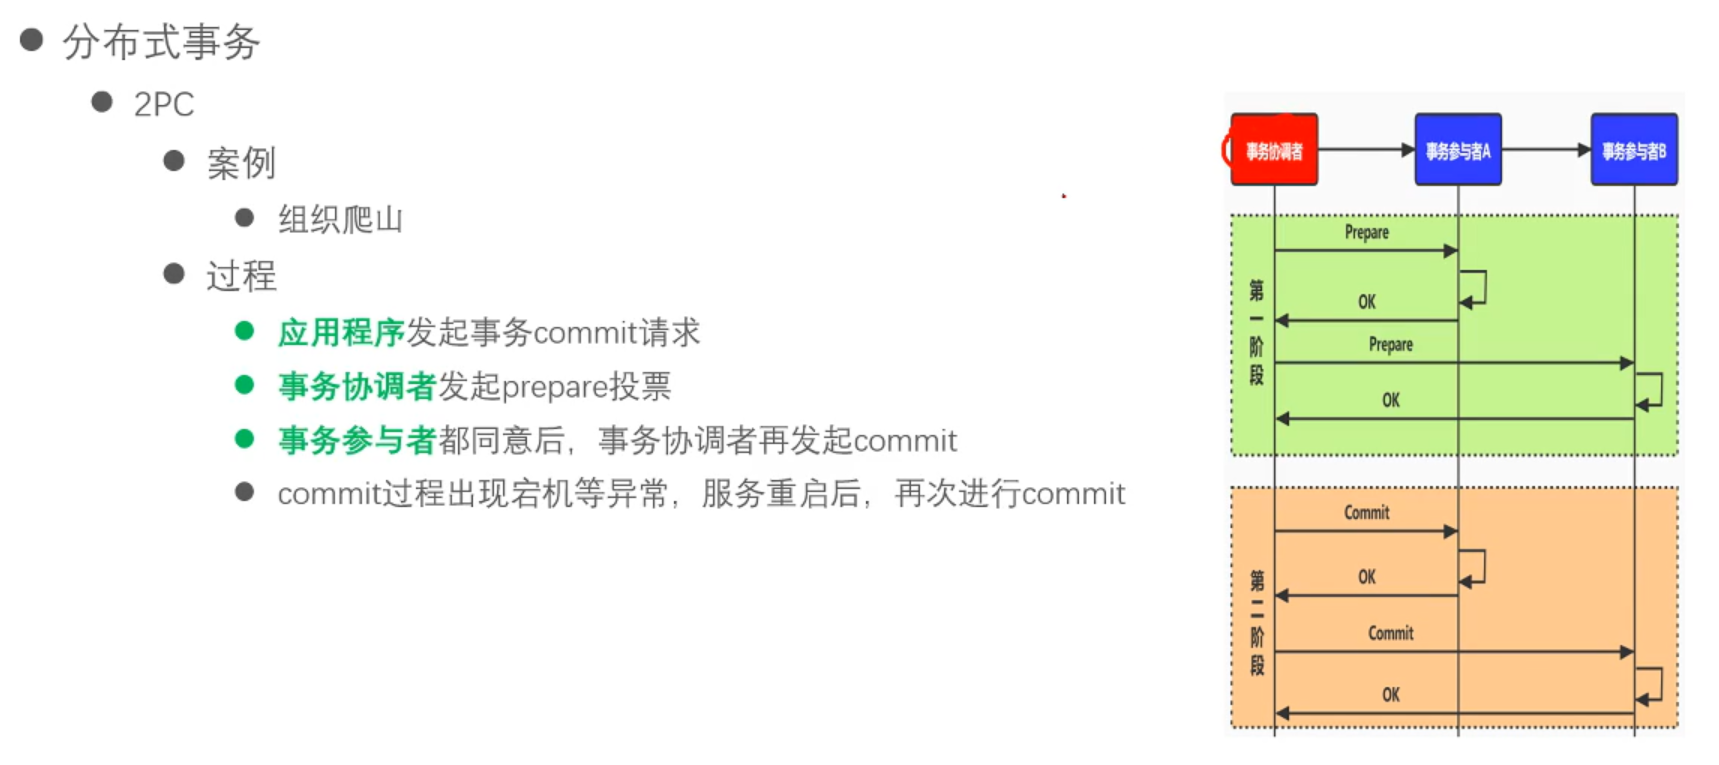 分布式事务
2PC
案例
组织爬山
过程
应用程序发起事务commit请求
事务协调者发起prepare投票
事务参与者都同意后，事务协调者再发起commit
commit过程出现宕机等异常，服务重启后，再次进行commit
事务协调者
事务参与者A
事务参与者B
第一阶段
Prepare
OK
Prepare
OK
第二阶段
Commit
OK
Commit
OK